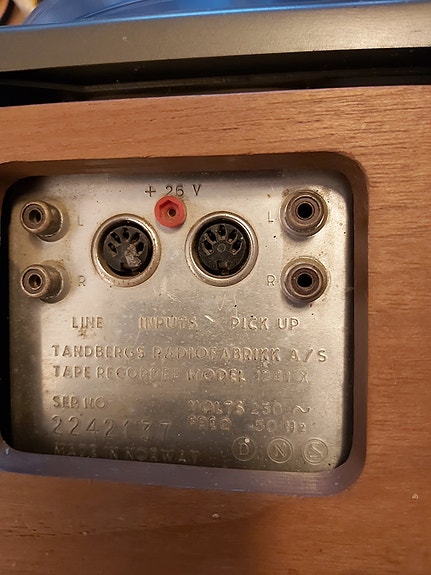 + 26 V
L L
R R
LINE INPUTS PICK UP
TANDBERGS RADIOFABRIKK A/S
TAPE RECORDER MODEL 1241X
SER NO VOLTS 230 ~
2242177 FREQ 50 Hz
MADE IN NORWAY D N S